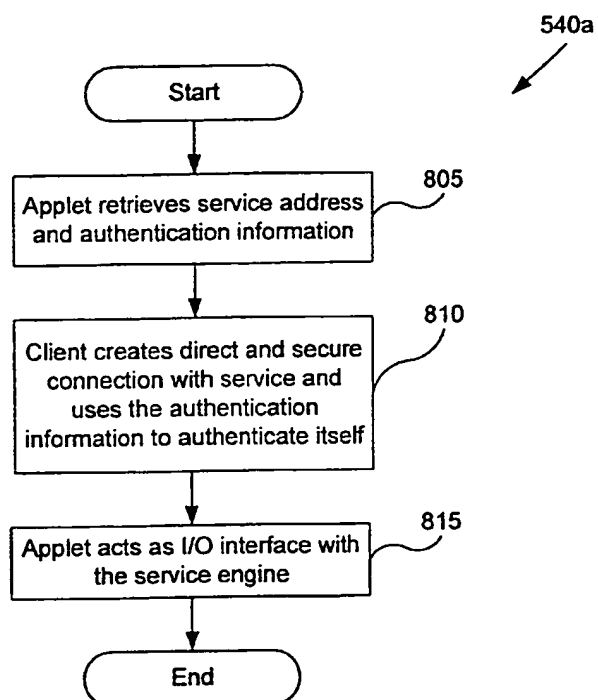 540a
Start
805
Applet retrieves service address
and authentication information
810
Client creates direct and secure
connection with service and
uses the authentication
information to authenticate itself
815
Applet acts as I/O interface with
the service engine
End